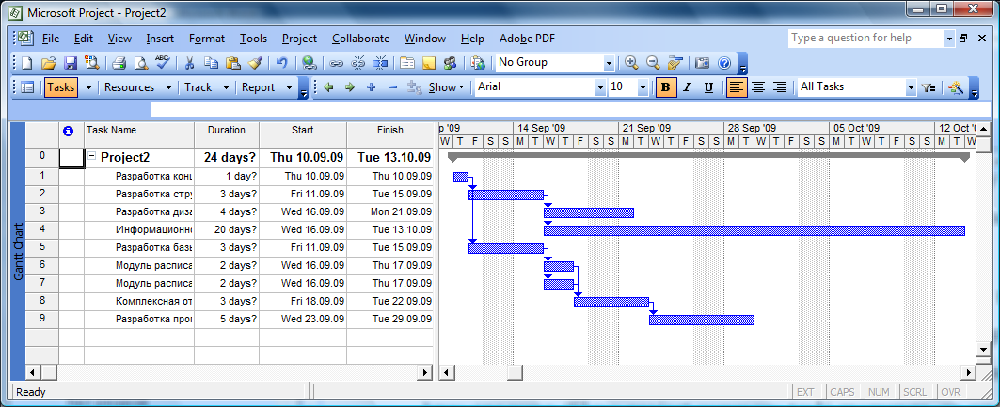 Microsoft Project - Project2
File Edit View Insert Format Tools Project Collaborate Window Help Adobe PDF Type a question for help
No Group
Tasks Resources Track Report Show Arial 10 B I U All Tasks
Task Name Duration Start Finish p '09 14 Sep '09 21 Sep '09 28 Sep '09 05 Oct '09 12 Oct '
W T F S S M T W T F S S M T W T F S S M T W T F S S M T W T F S S M T W
0 Project2 24 days? Thu 10.09.09 Tue 13.10.09
1 Разработка кон 1 day? Thu 10.09.09 Thu 10.09.09
2 Разработка стру 3 days? Fri 11.09.09 Tue 15.09.09
3 Разработка диза 4 days? Wed 16.09.09 Mon 21.09.09
4 Информационн 20 days? Wed 16.09.09 Tue 13.10.09
5 Разработка базы 3 days? Fri 11.09.09 Tue 15.09.09
6 Модуль расписа 2 days? Wed 16.09.09 Thu 17.09.09
7 Модуль расписа 2 days? Wed 16.09.09 Thu 17.09.09
8 Комплексная от 3 days? Fri 18.09.09 Tue 22.09.09
9 Разработка про 5 days? Wed 23.09.09 Tue 29.09.09
Gantt Chart
Ready EXT CAPS NUM SCRL OVR